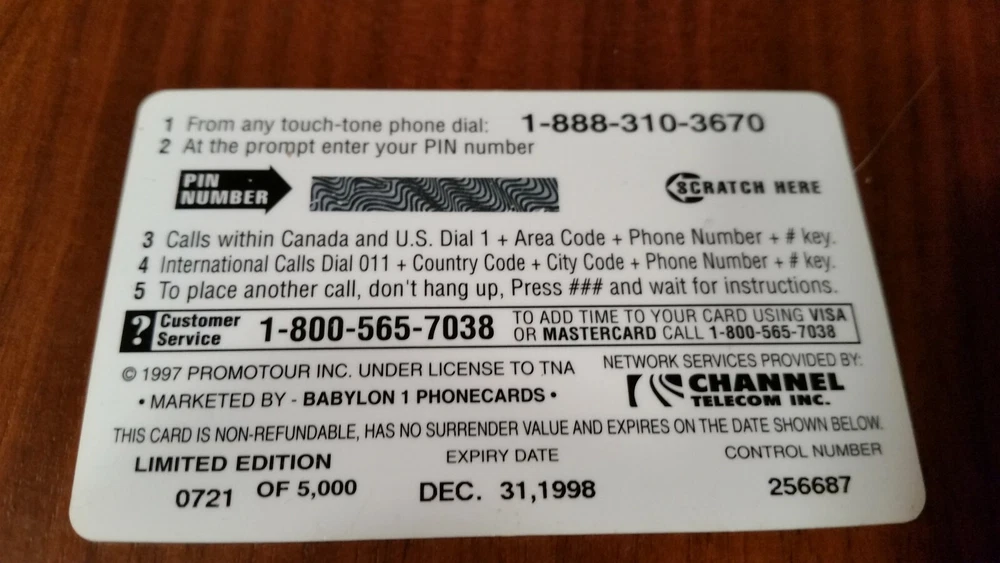 1 From any touch-tone phone dial: 1-888-310-3670
2 At the prompt enter your PIN number
PIN
NUMBER
SCRATCH HERE
3 Calls within Canada and U.S. Dial 1 + Area Code + Phone Number + # key.
4 International Calls Dial 011 + Country Code + City Code + Phone Number + # key.
5 To place another call, don't hang up, Press ### and wait for instructions.
? Customer
Service
1-800-565-7038
TO ADD TIME TO YOUR CARD USING VISA
OR MASTERCARD CALL 1-800-565-7038
© 1997 PROMOTOUR INC. UNDER LICENSE TO TNA
• MARKETED BY - BABYLON 1 PHONECARDS •
NETWORK SERVICES PROVIDED BY:
CHANNEL
TELECOM INC.
THIS CARD IS NON-REFUNDABLE, HAS NO SURRENDER VALUE AND EXPIRES ON THE DATE SHOWN BELOW.
LIMITED EDITION
0721 OF 5,000
EXPIRY DATE
DEC. 31,1998
CONTROL NUMBER
256687